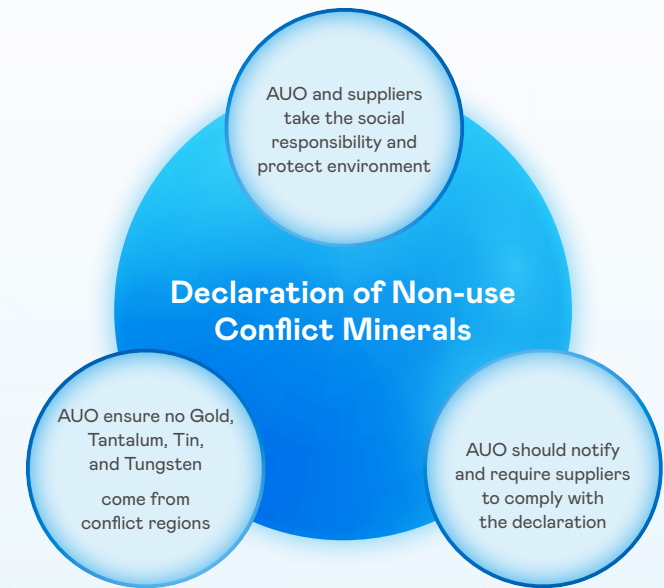 AUO and suppliers
take the social
responsibility and
protect environment
Declaration of Non-use
Conflict Minerals
AUO ensure no Gold,
Tantalum, Tin,
and Tungsten
come from
conflict regions
AUO should notify
and require suppliers
to comply with
the declaration